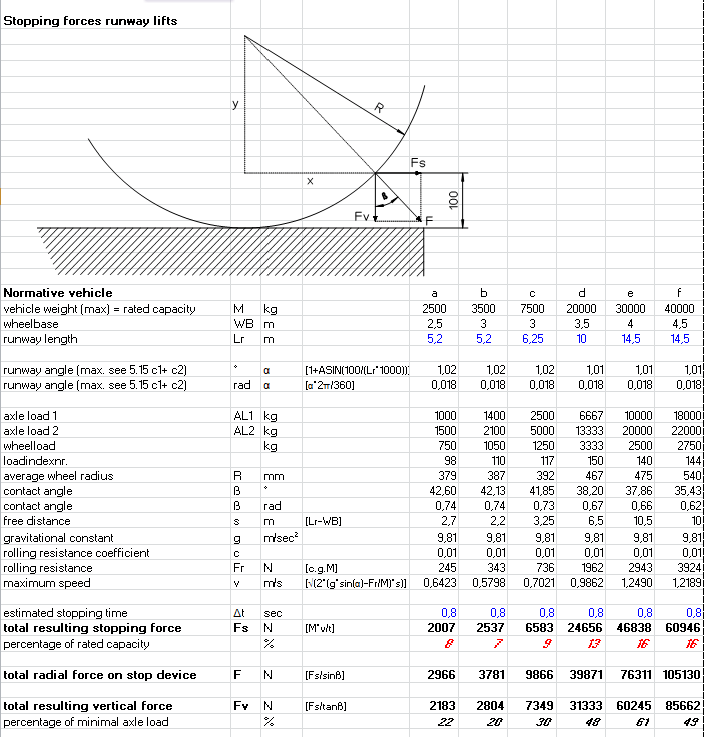 Stopping forces runway lifts
y
R
Fs
x
ß
100
Fv
F
Normative vehicle a b c d e f
vehicle weight (max) = rated capacity M kg 2500 3500 7500 20000 30000 40000
wheelbase WB m 2,5 3 3 3,5 4 4,5
runway length Lr m 5,2 5,2 6,25 10 14,5 14,5
runway angle (max. see 5.15 c1+ c2) ° α [1+ASIN(100/(Lr*1000))] 1,02 1,02 1,02 1,01 1,01 1,01
runway angle (max. see 5.15 c1+ c2) rad α [α*2π/360] 0,018 0,018 0,018 0,018 0,018 0,018
axle load 1 AL1 kg 1000 1400 2500 6667 10000 18000
axle load 2 AL2 kg 1500 2100 5000 13333 20000 22000
wheelload kg 750 1050 1250 3333 2500 2750
loadindexnr. 98 110 117 150 140 144
average wheel radius R mm 379 387 392 467 475 540
contact angle ß ° 42,60 42,13 41,85 38,20 37,86 35,43
contact angle ß rad 0,74 0,74 0,73 0,67 0,66 0,62
free distance s m [Lr-WB] 2,7 2,2 3,25 6,5 10,5 10
gravitational constant g m/sec² 9,81 9,81 9,81 9,81 9,81 9,81
rolling resistance coefficient c 0,01 0,01 0,01 0,01 0,01 0,01
rolling resistance Fr N [c.g.M] 245 343 736 1962 2943 3924
maximum speed v m/s [√(2*(g*sin(α)-Fr/M)*s)] 0,6423 0,5798 0,7021 0,9862 1,2490 1,2189
estimated stopping time Δt sec 0,8 0,8 0,8 0,8 0,8 0,8
total resulting stopping force Fs N [M*v/t] 2007 2537 6583 24656 46838 60946
percentage of rated capacity % 8 7 9 13 16 16
total radial force on stop device F N [Fs/sinß] 2966 3781 9866 39871 76311 105130
total resulting vertical force Fv N [Fs/tanß] 2183 2804 7349 31333 60245 85662
percentage of minimal axle load % 22 20 30 48 61 49